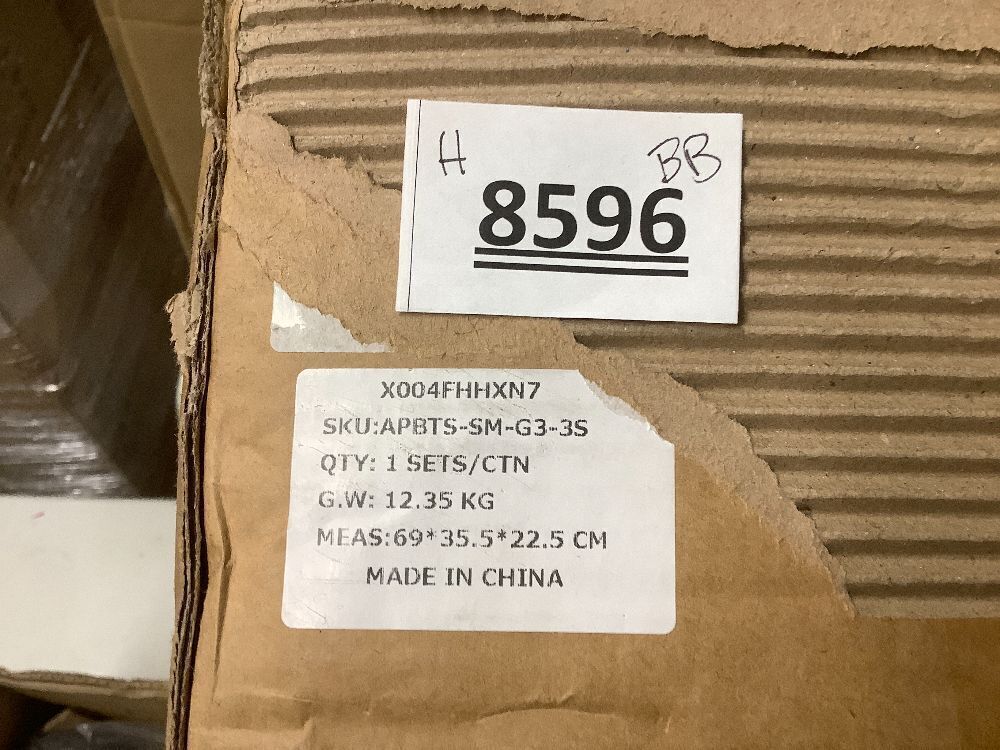 H BB
8596
X004FHHXN7
SKU:APBTS-SM-G3-3S
QTY: 1 SETS/CTN
G.W: 12.35 KG
MEAS:69*35.5*22.5 CM
MADE IN CHINA